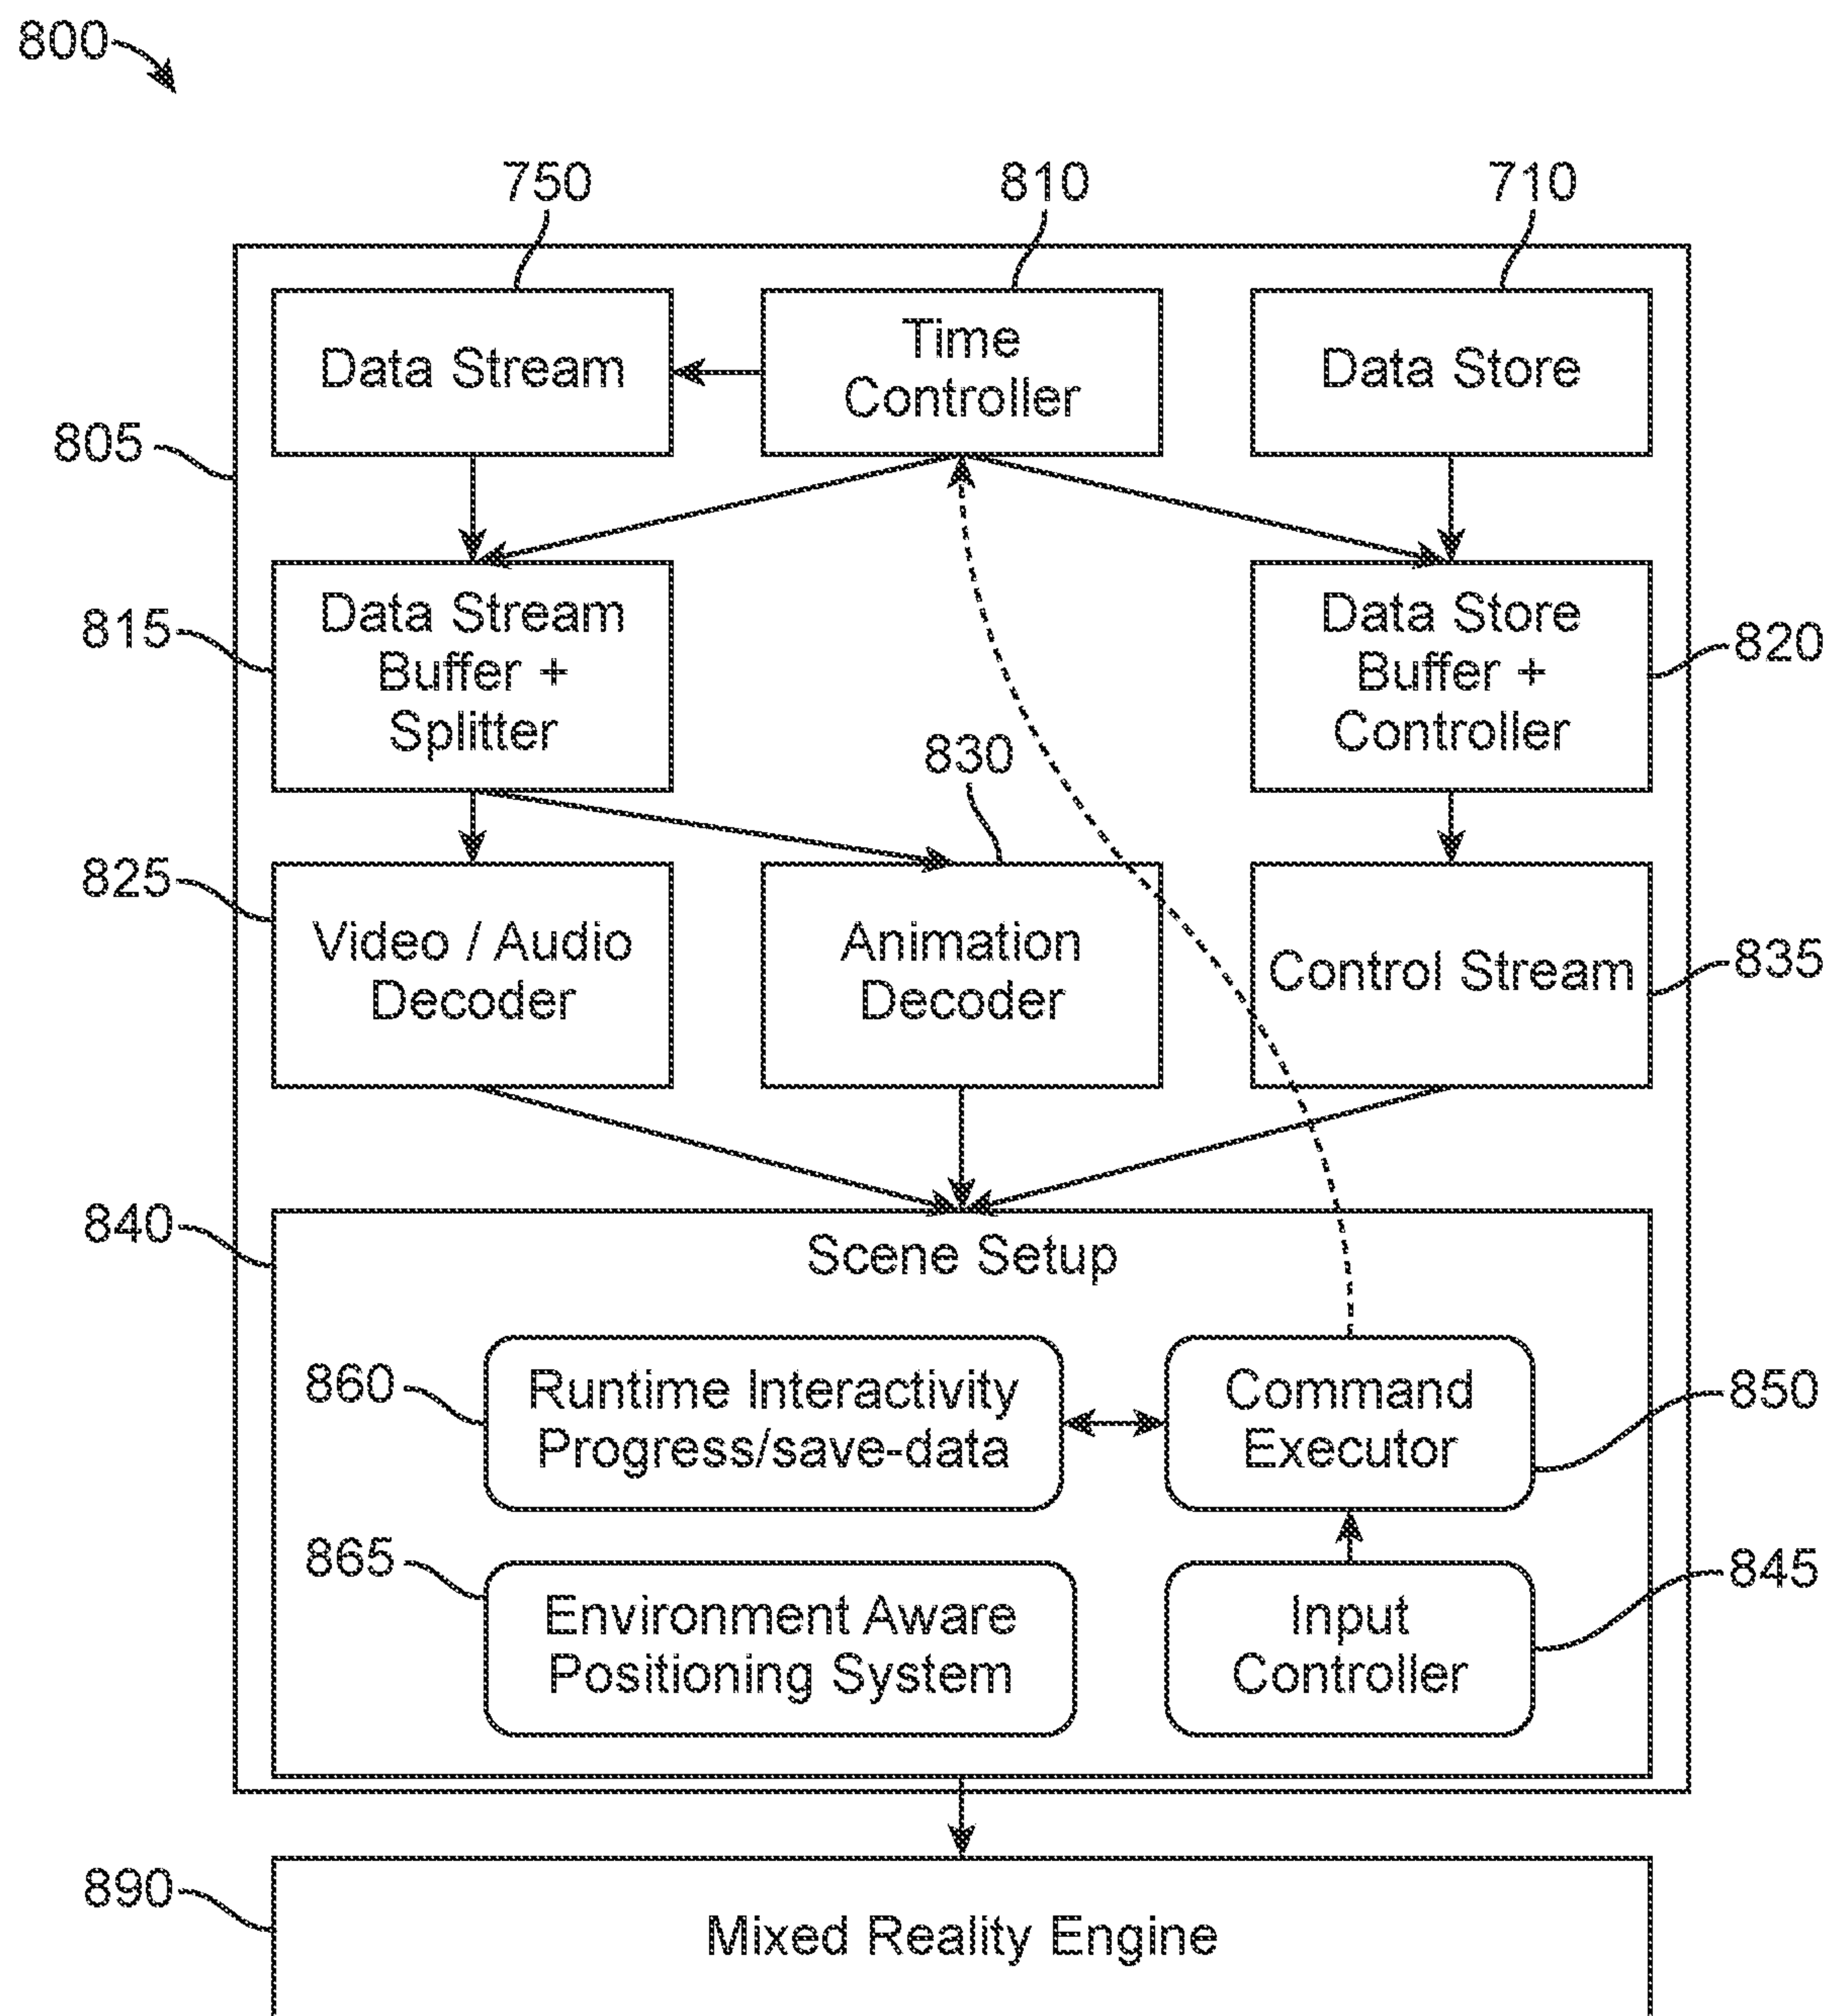 800
750
810
710
Data Stream
Time
Controller
Data Store
805
815
Data Stream
Buffer +
Splitter
Data Store
Buffer +
Controller
820
830
825
Video / Audio
Decoder
Animation
Decoder
Control Stream
835
840
Scene Setup
860
Runtime Interactivity
Progress/save-data
Command
Executor
850
865
Environment Aware
Positioning System
Input
Controller
845
890
Mixed Reality Engine